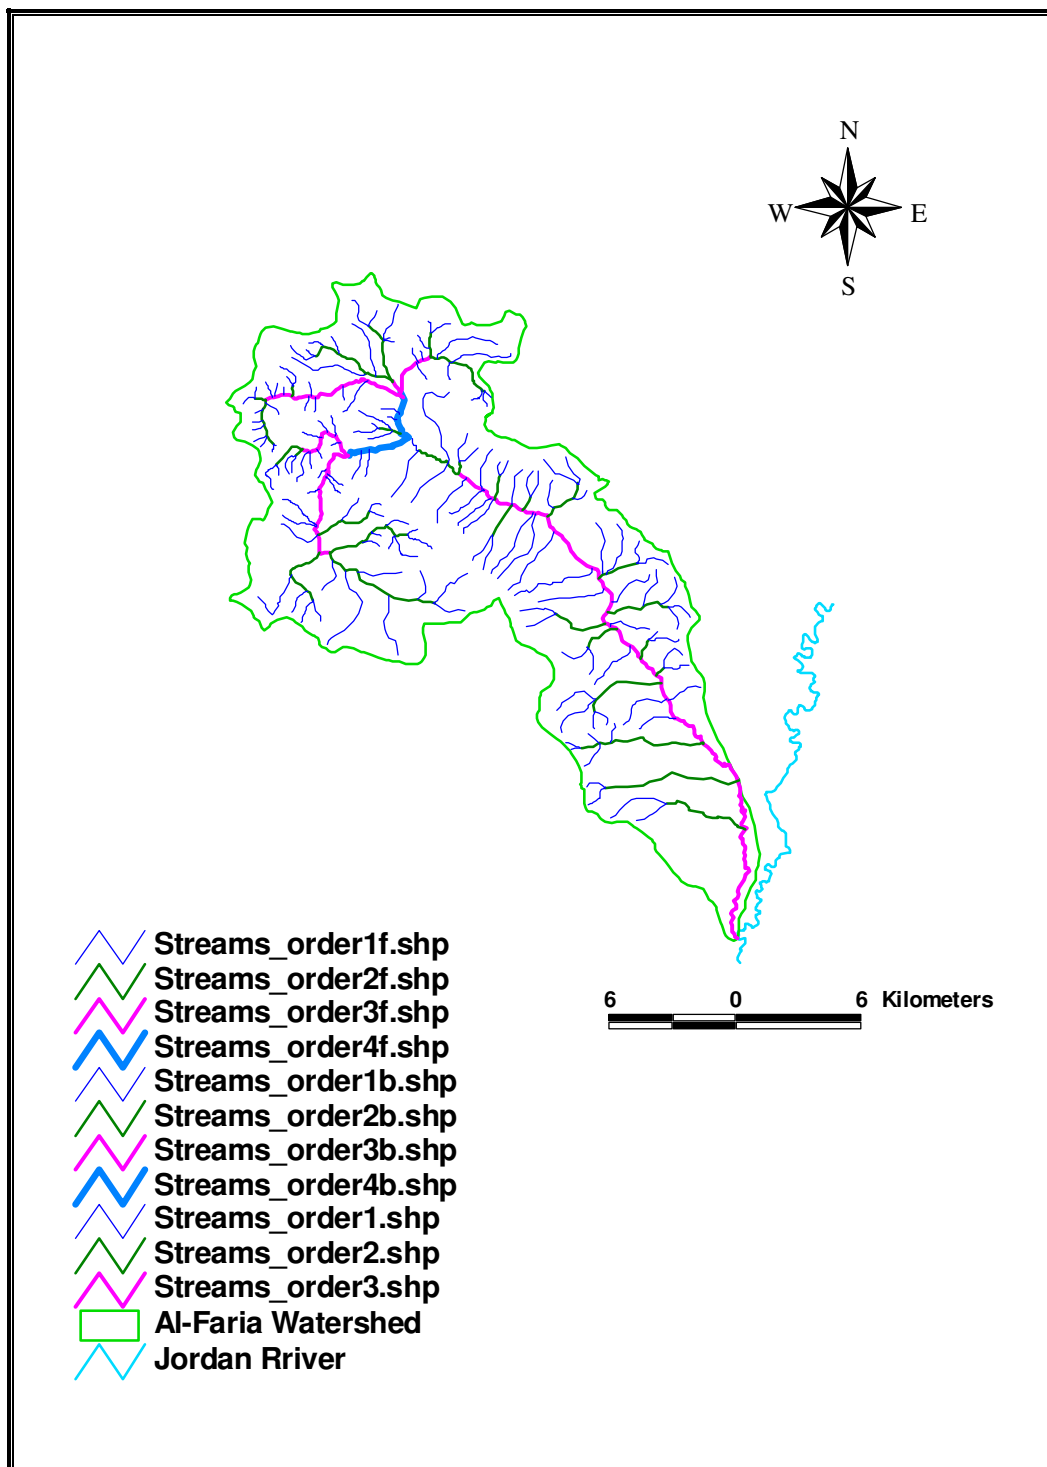 N
W E
S
Streams_order1f.shp
Streams_order2f.shp
Streams_order3f.shp
Streams_order4f.shp
Streams_order1b.shp
Streams_order2b.shp
Streams_order3b.shp
Streams_order4b.shp
Streams_order1.shp
Streams_order2.shp
Streams_order3.shp
Al-Faria Watershed
Jordan Rriver
6 0 6 Kilometers